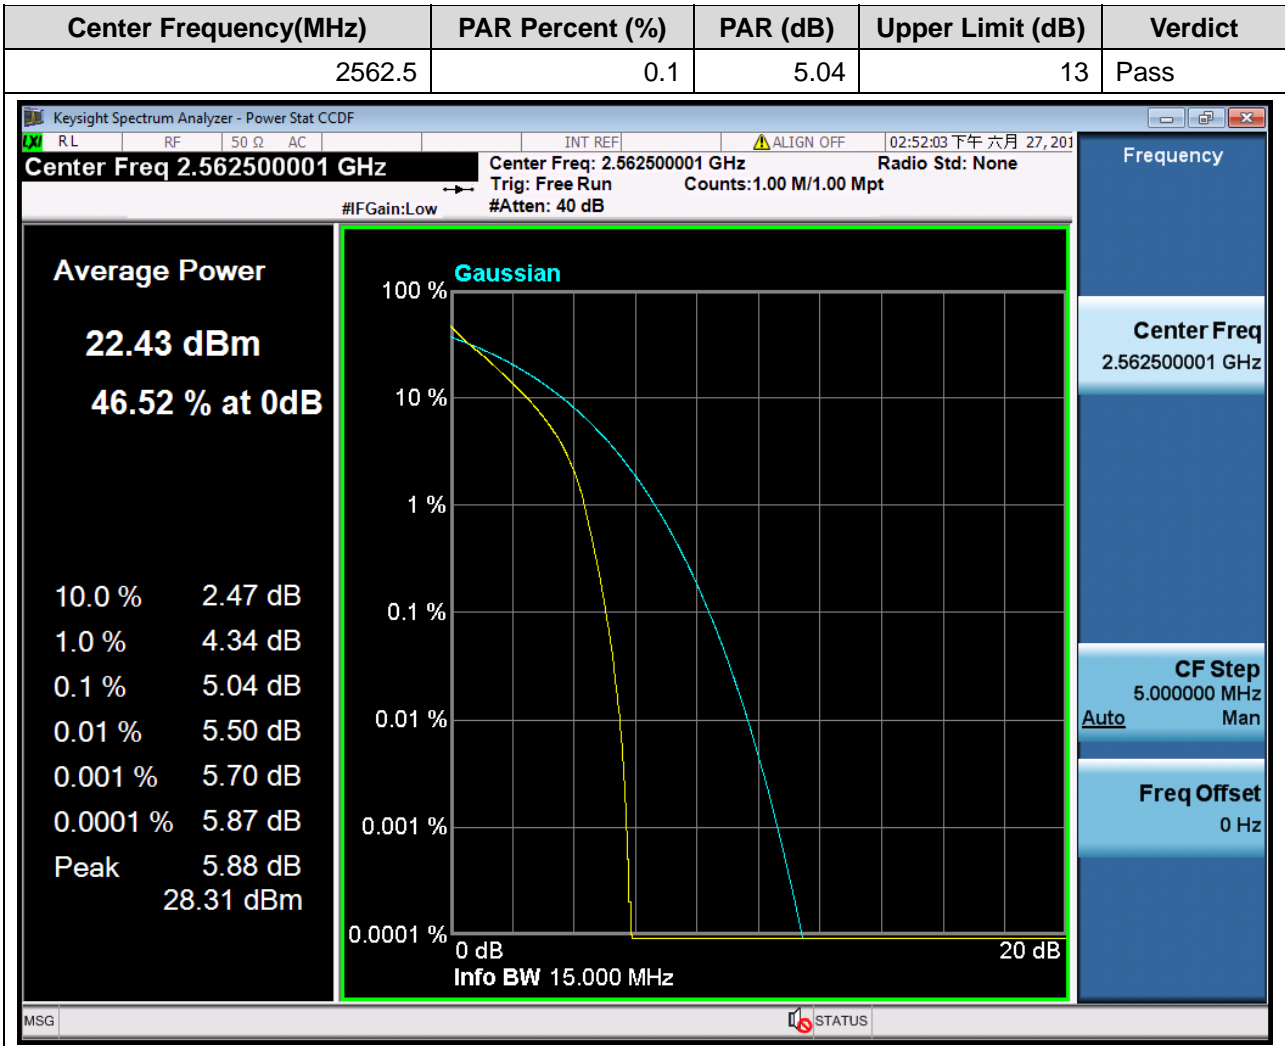 Center Frequency(MHz) PAR Percent (%) PAR (dB) Upper Limit (dB) Verdict
2562.5 0.1 5.04 13 Pass
Keysight Spectrum Analyzer - Power Stat CCDF
LXI RL RF 50 Ω AC INT REF ALIGN OFF 02:52:03 下午 六月 27, 201
Center Freq 2.562500001 GHz
Center Freq: 2.562500001 GHz Radio Std: None
Trig: Free Run Counts:1.00 M/1.00 Mpt
#IFGain:Low #Atten: 40 dB
Average Power
22.43 dBm
46.52 % at 0dB
10.0 % 2.47 dB
1.0 % 4.34 dB
0.1 % 5.04 dB
0.01 % 5.50 dB
0.001 % 5.70 dB
0.0001 % 5.87 dB
Peak 5.88 dB
28.31 dBm
Gaussian
100 %
10 %
1 %
0.1 %
0.01 %
0.001 %
0.0001 %
0 dB 20 dB
Info BW 15.000 MHz
Frequency
Center Freq
2.562500001 GHz
CF Step
5.000000 MHz
Auto Man
Freq Offset
0 Hz
MSG STATUS